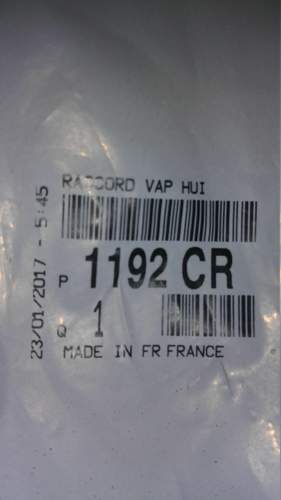 RACCORD VAP HUI
P 1192 CR
Q 1
MADE IN FR FRANCE
23/01/2017 - 5:45